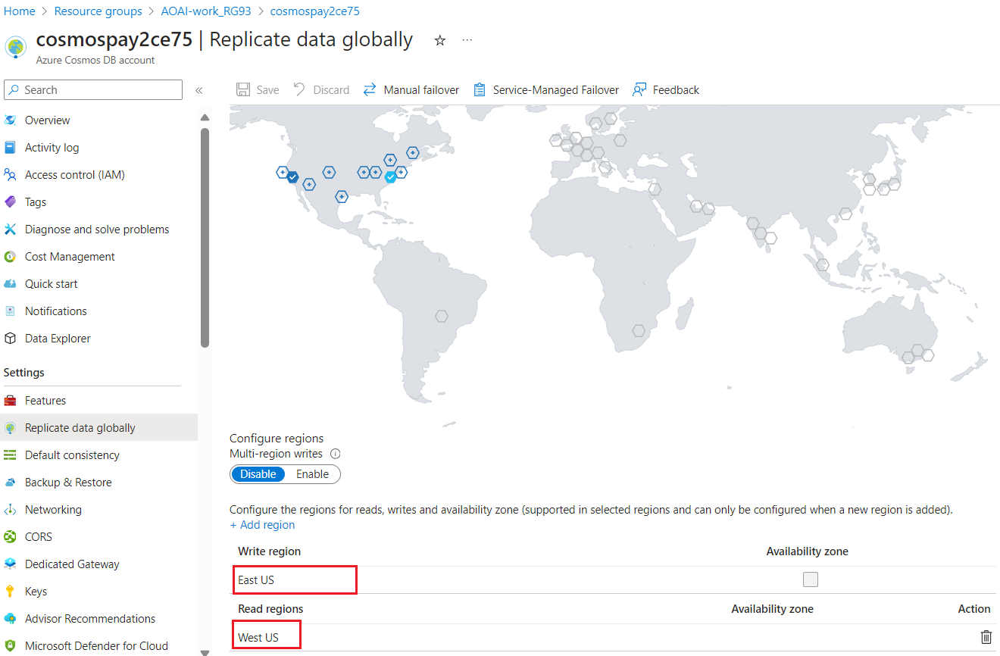 Home > Resource groups > AOAI-work_RG93 > cosmospay2ce75
cosmospay2ce75 | Replicate data globally
Azure Cosmos DB account
Search
Save Discard Manual failover Service-Managed Failover Feedback
Overview
Activity log
Access control (IAM)
Tags
Diagnose and solve problems
Cost Management
Quick start
Notifications
Data Explorer
Settings
Features
Replicate data globally
Default consistency
Backup & Restore
Networking
CORS
Dedicated Gateway
Keys
Advisor Recommendations
Microsoft Defender for Cloud
Configure regions
Multi-region writes
Disable Enable
Configure the regions for reads, writes and availability zone (supported in selected regions and can only be configured when a new region is added).
+ Add region
Write region Availability zone
East US
Read regions Availability zone Action
West US